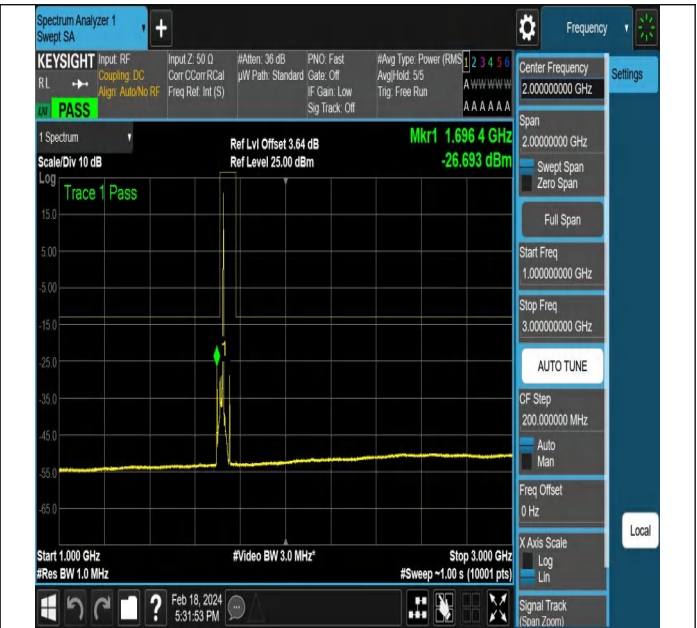 Spectrum Analyzer 1
Swept SA
+
Frequency
KEYSIGHT
Input: RF
Input Z: 50 Ω
#Atten: 36 dB
PNO: Fast
#Avg Type: Power (RMS
1 2 3 4 5 6
RL
Coupling: DC
Corr CCorr RCal
µW Path: Standard
Gate: Off
Avg|Hold: 5/5
Align: Auto/No RF
Freq Ref: Int (S)
IF Gain: Low
Trig: Free Run
Sig Track: Off
A W W W W W
A A A A A A
LXI
PASS
1 Spectrum
Ref Lvl Offset 3.64 dB
Mkr1 1.696 4 GHz
Scale/Div 10 dB
Ref Level 25.00 dBm
-26.693 dBm
Log
Trace 1 Pass
15.0
5.00
-5.00
-15.0
-25.0
-35.0
-45.0
-55.0
-65.0
1
Start 1.000 GHz
#Video BW 3.0 MHz*
Stop 3.000 GHz
#Res BW 1.0 MHz
#Sweep ~1.00 s (10001 pts)
Center Frequency
2.000000000 GHz
Settings
Span
2.00000000 GHz
Swept Span
Zero Span
Full Span
Start Freq
1.000000000 GHz
Stop Freq
3.000000000 GHz
AUTO TUNE
CF Step
200.000000 MHz
Auto
Man
Freq Offset
0 Hz
X Axis Scale
Log
Lin
Local
Signal Track
(Span Zoom)
?
Feb 18, 2024
5:31:53 PM